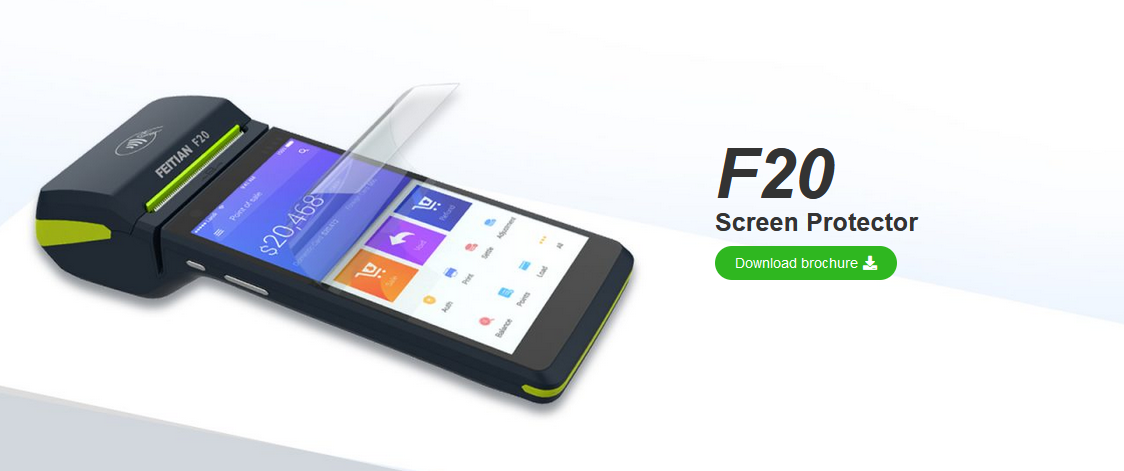 FEITIAN F20
Point of sale
$20,468
Refund
Void
Sale
Adjustment
Settle
Print
Auth
All
Load
Points
Balance
F20
Screen Protector
Download brochure